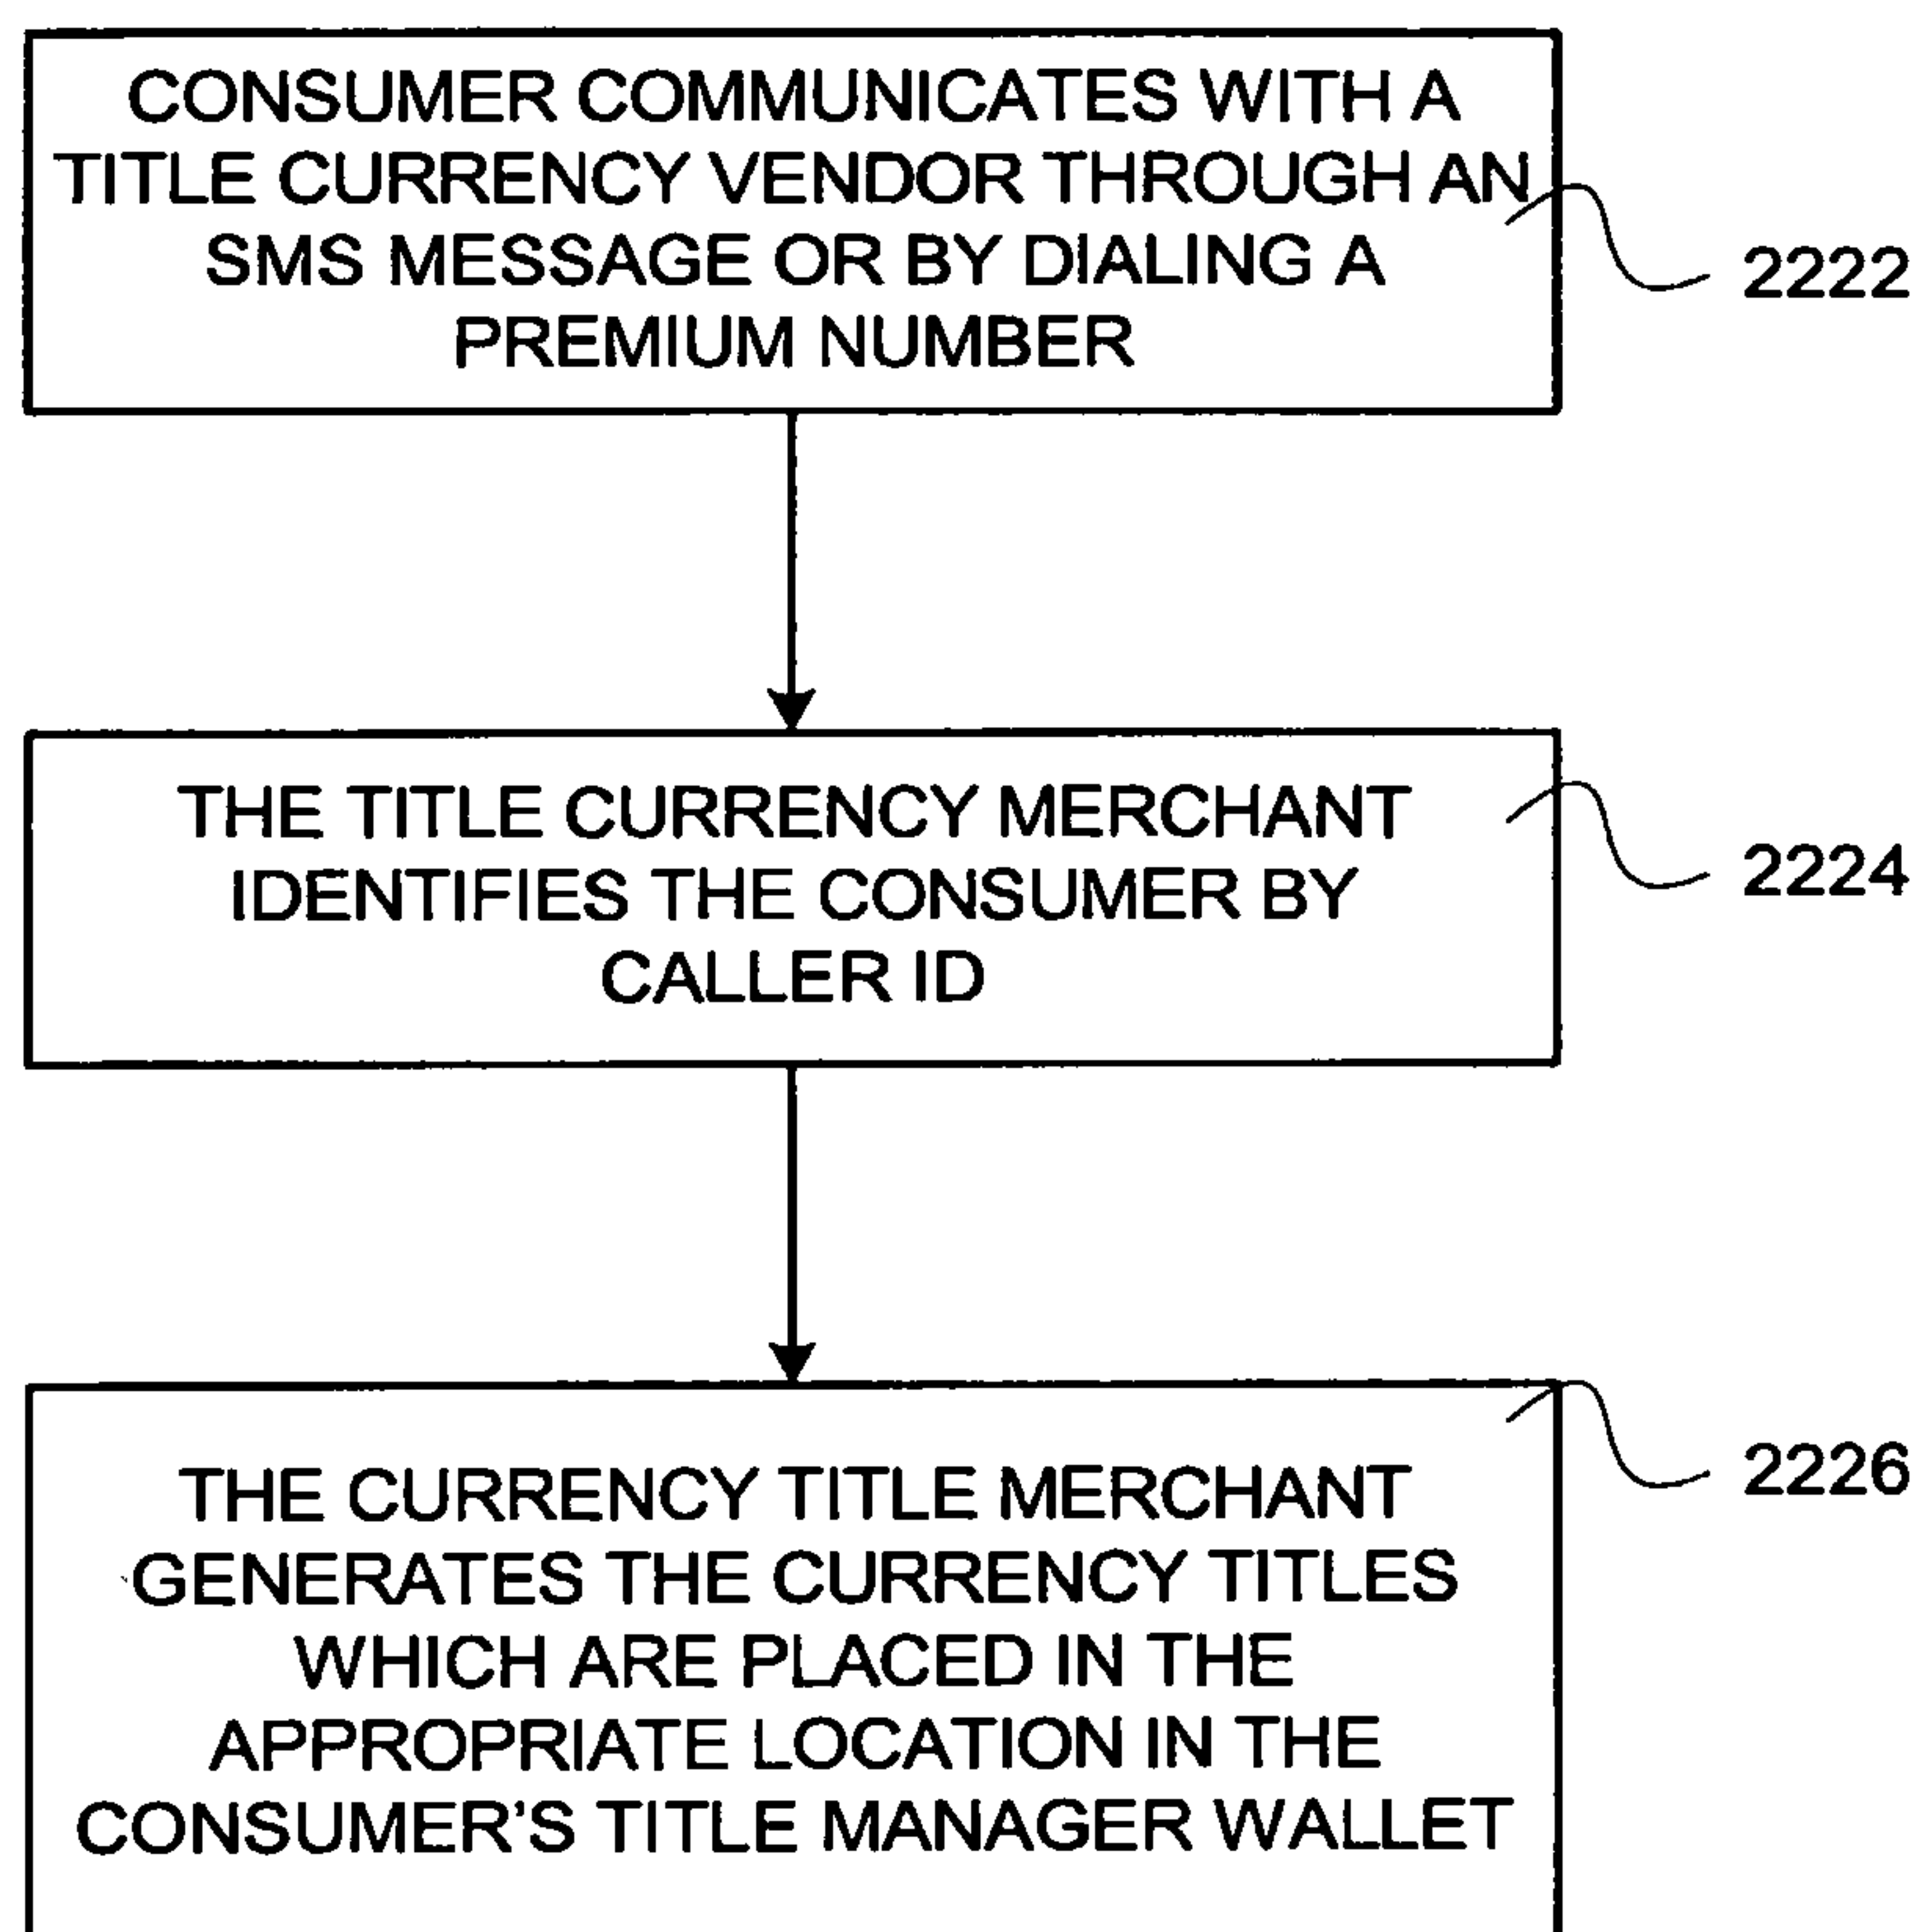 CONSUMER COMMUNICATES WITH A
TITLE CURRENCY VENDOR THROUGH AN
SMS MESSAGE OR BY DIALING A
PREMIUM NUMBER
2222
THE TITLE CURRENCY MERCHANT
IDENTIFIES THE CONSUMER BY
CALLER ID
2224
THE CURRENCY TITLE MERCHANT
GENERATES THE CURRENCY TITLES
WHICH ARE PLACED IN THE
APPROPRIATE LOCATION IN THE
CONSUMER'S TITLE MANAGER WALLET
2226